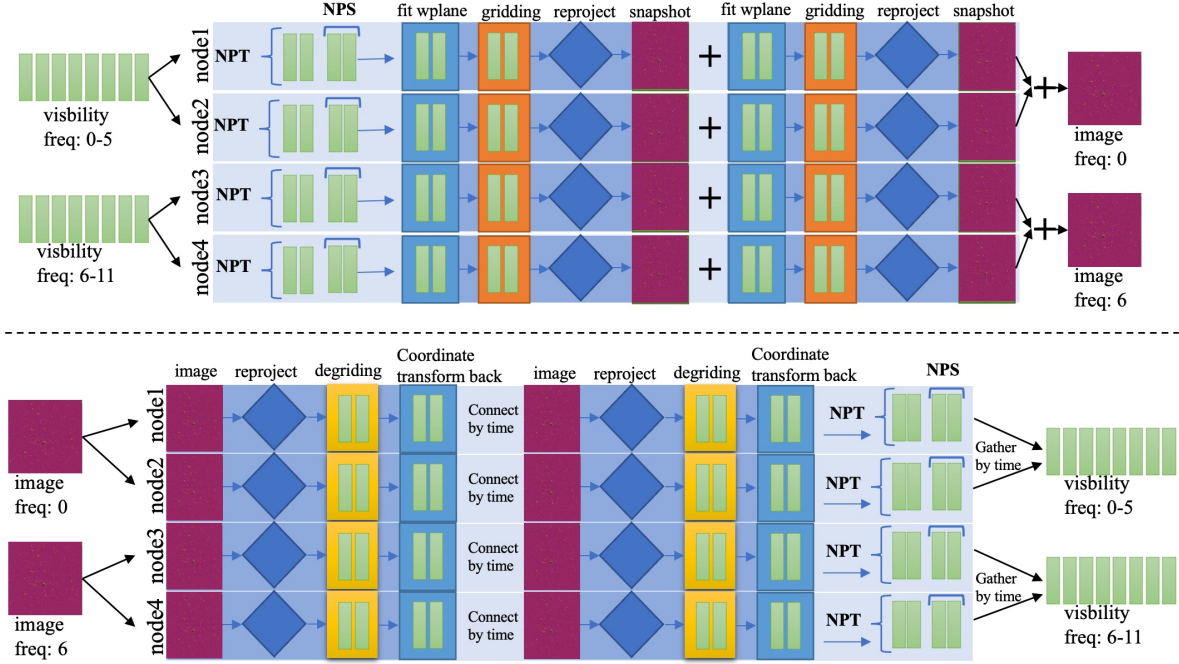 NPS
fit wplane gridding reproject snapshot fit wplane gridding reproject snapshot
node1
NPT
+
node2
NPT
+
visbility
freq: 0-5
+
image
freq: 0
node3
NPT
+
node4
NPT
+
visbility
freq: 6-11
+
image
freq: 6
image reproject degriding Coordinate
transform back
image reproject degriding Coordinate
transform back
NPS
node1
Connect
by time
NPT
node2
Connect
by time
NPT
image
freq: 0
Gather
by time
visbility
freq: 0-5
node3
Connect
by time
NPT
node4
Connect
by time
NPT
image
freq: 6
Gather
by time
visbility
freq: 6-11